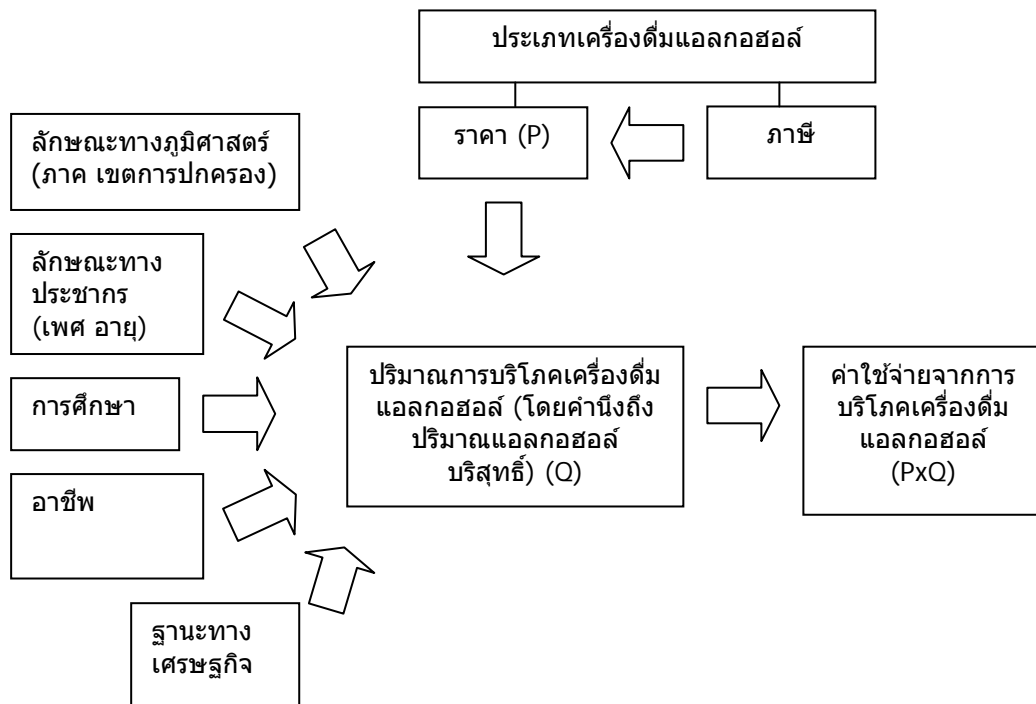 ประเภทเครื่องดื่มแอลกอฮอล์
ราคา (P)
ภาษี
ลักษณะทางภูมิศาสตร์
(ภาค เขตการปกครอง)
ลักษณะทาง
ประชากร
(เพศ อายุ)
การศึกษา
อาชีพ
ฐานะทาง
เศรษฐกิจ
ปริมาณการบริโภคเครื่องดื่ม
แอลกอฮอล์ (โดยคำนึงถึง
ปริมาณแอลกอฮอล์
บริสุทธิ์) (Q)
ค่าใช้จ่ายจากการ
บริโภคเครื่องดื่ม
แอลกอฮอล์
(PxQ)